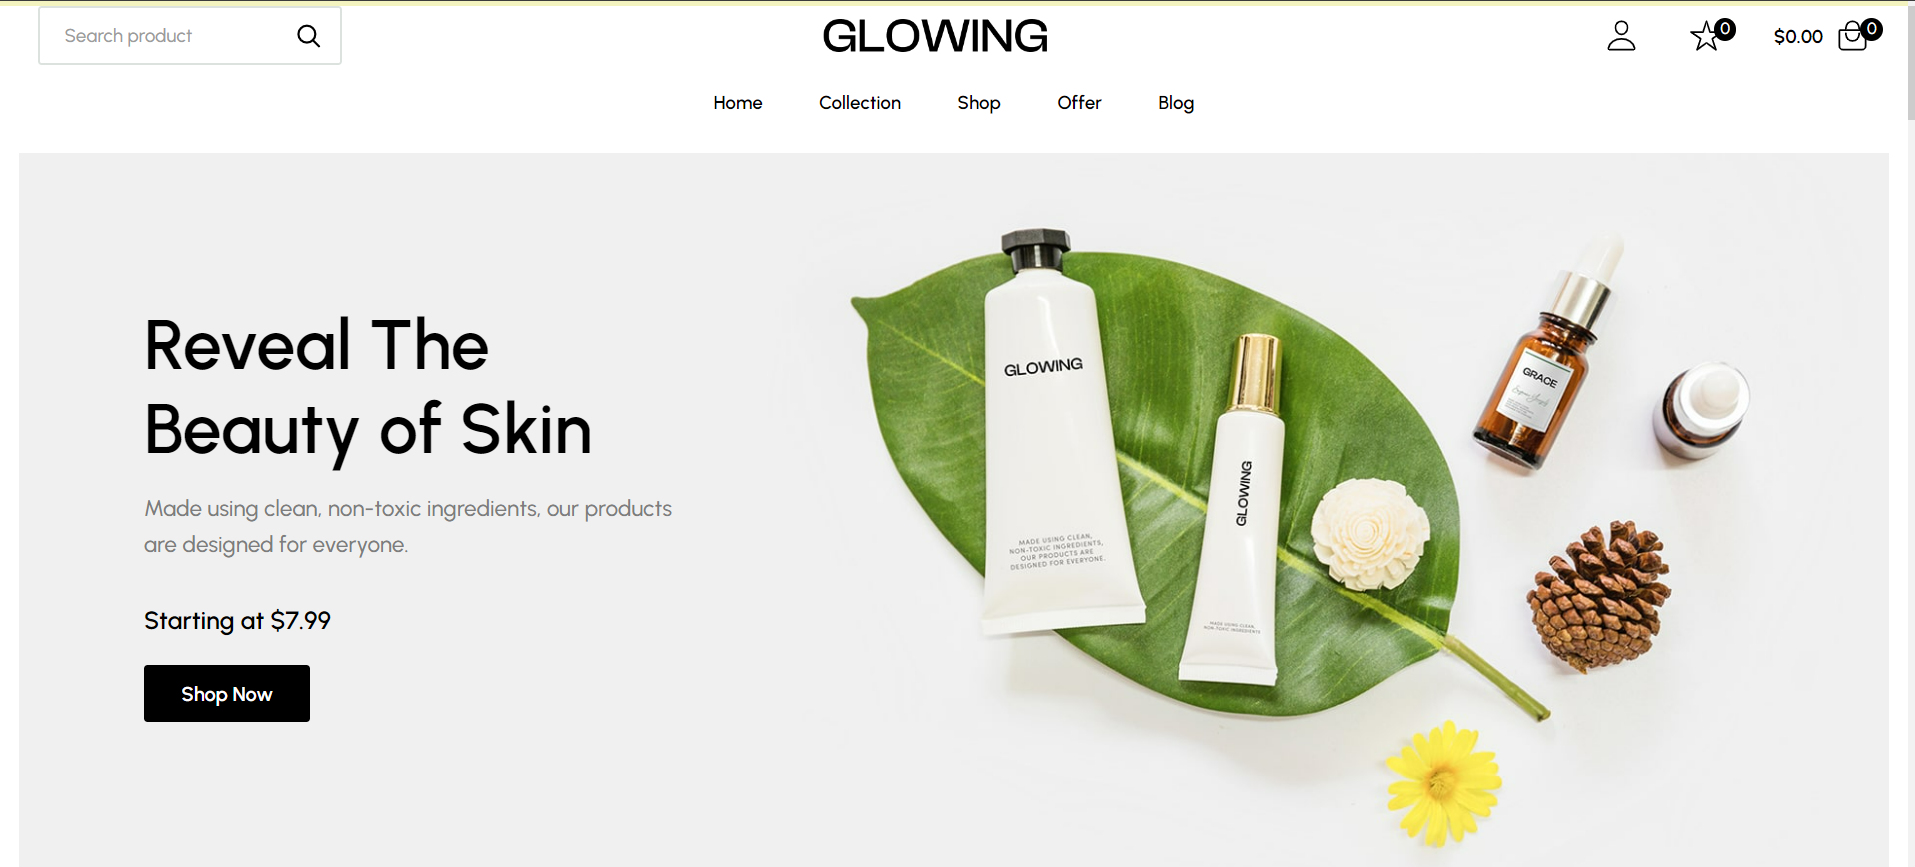 Search product
GLOWING
0
$0.00
0
Home
Collection
Shop
Offer
Blog
Reveal The
Beauty of Skin
Made using clean, non-toxic ingredients, our products
are designed for everyone.
Starting at $7.99
Shop Now
GLOWING
MADE USING CLEAN,
NON-TOXIC INGREDIENTS,
OUR PRODUCTS ARE
DESIGNED FOR EVERYONE.
GLOWING
MADE USING CLEAN,
NON-TOXIC INGREDIENTS
GRACE